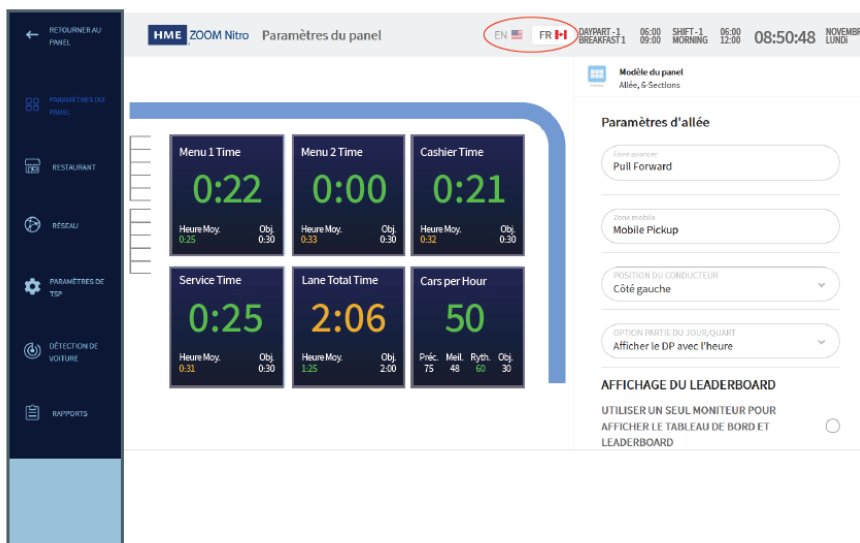 RETOURNER AU
PANEL
PARAMÈTRES DU
PANEL
RESTAURANT
RÉSEAU
PARAMÈTRES DE
TSP
DÉTECTION DE
VOITURE
RAPPORTS
HME ZOOM Nitro Paramètres du panel
EN FR
DAYPART-1 06:00 SHIFT-1 06:00
BREAKFAST1 09:00 MORNING 12:00
08:50:48
NOVEMBR
LUNDi
Menu 1 Time
0:22
Heure Moy. Obj.
0:25 0:30
Menu 2 Time
0:00
Heure Moy. Obj.
0:33 0:30
Cashier Time
0:21
Heure Moy. Obj.
0:32 0:30
Service Time
0:25
Heure Moy. Obj.
0:31 0:30
Lane Total Time
2:06
Heure Moy. Obj.
1:25 2:00
Cars per Hour
50
Préc. Meil. Ryth. Obj.
75 48 60 30
Modèle du panel
Allée, 6-Sections
Paramètres d'allée
Faire avancer
Pull Forward
Zone mobile
Mobile Pickup
POSITION DU CONDUCTEUR
Côté gauche
OPTION PARTIE DU JOUR/QUART
Afficher le DP avec l'heure
AFFICHAGE DU LEADERBOARD
UTILISER UN SEUL MONITEUR POUR
AFFICHER LE TABLEAU DE BORD ET
LEADERBOARD